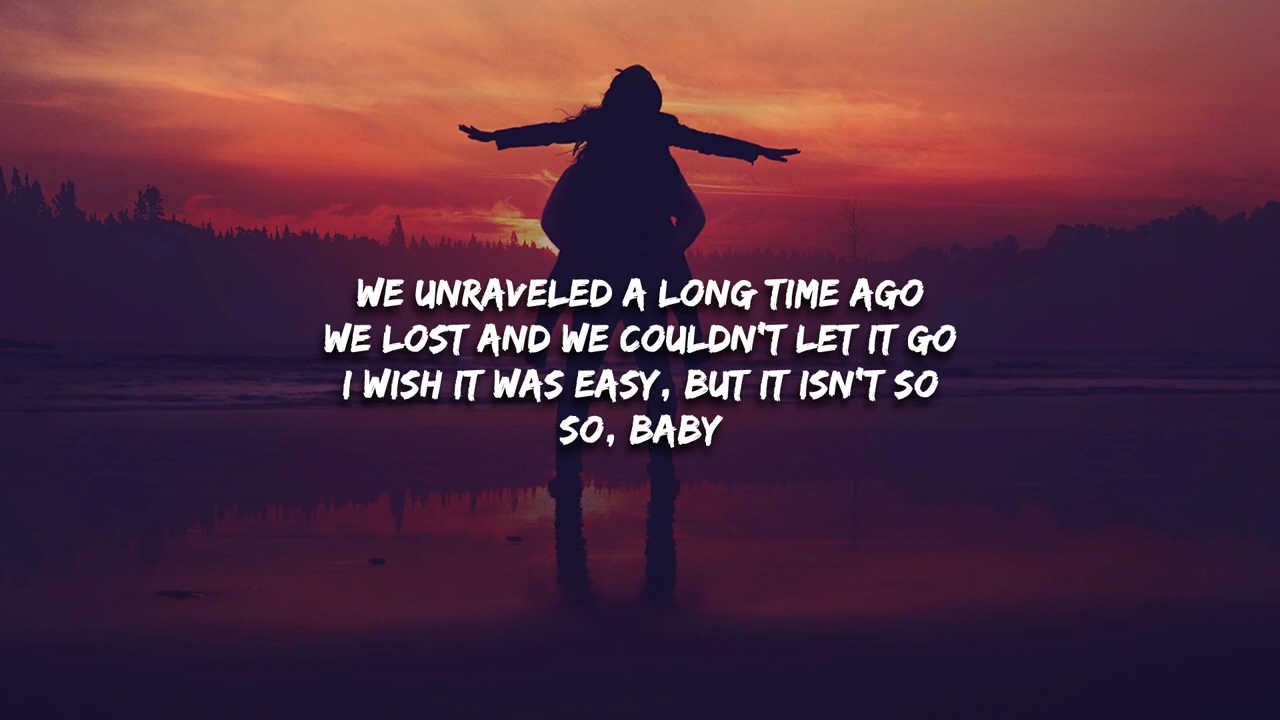 WE UNRAVELED A LONG TIME AGO
WE LOST AND WE COULDN'T LET IT GO
I WISH IT WAS EASY, BUT IT ISN'T SO
SO, BABY